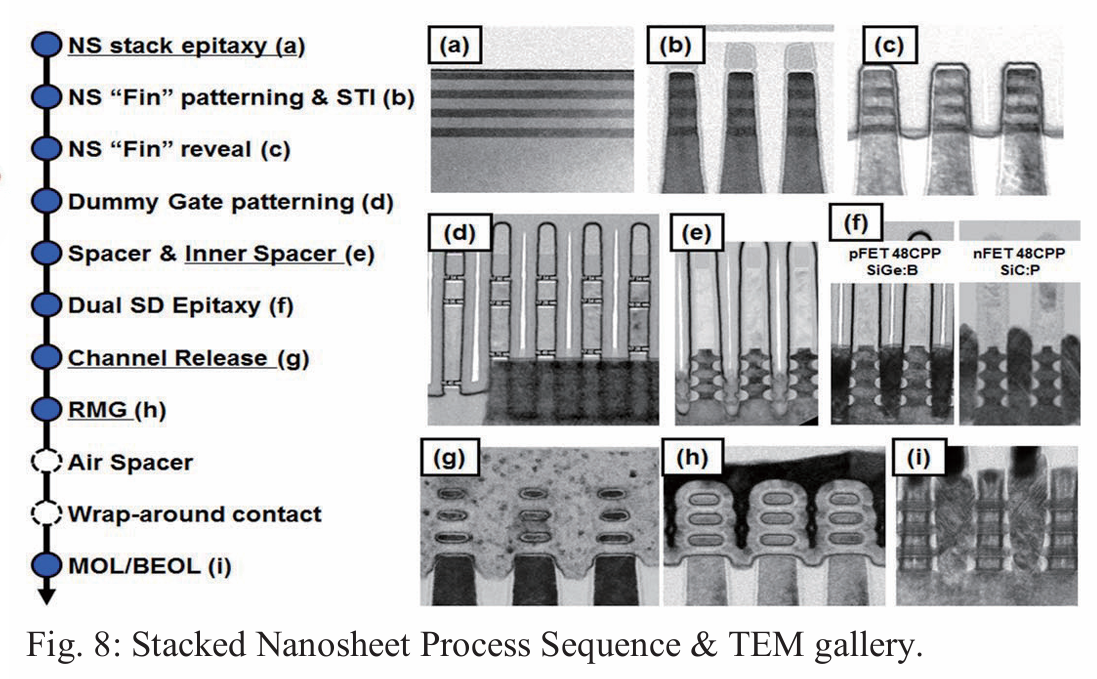 NS stack epitaxy (a)
NS “Fin” patterning & STI (b)
NS “Fin” reveal (c)
Dummy Gate patterning (d)
Spacer & Inner Spacer (e)
Dual SD Epitaxy (f)
Channel Release (g)
RMG (h)
Air Spacer
Wrap-around contact
MOL/BEOL (i)
(a)
(b)
(c)
(d)
(e)
(f)
pFET 48CPP
SiGe:B
nFET 48CPP
SiC:P
(g)
(h)
(i)
Fig. 8: Stacked Nanosheet Process Sequence & TEM gallery.